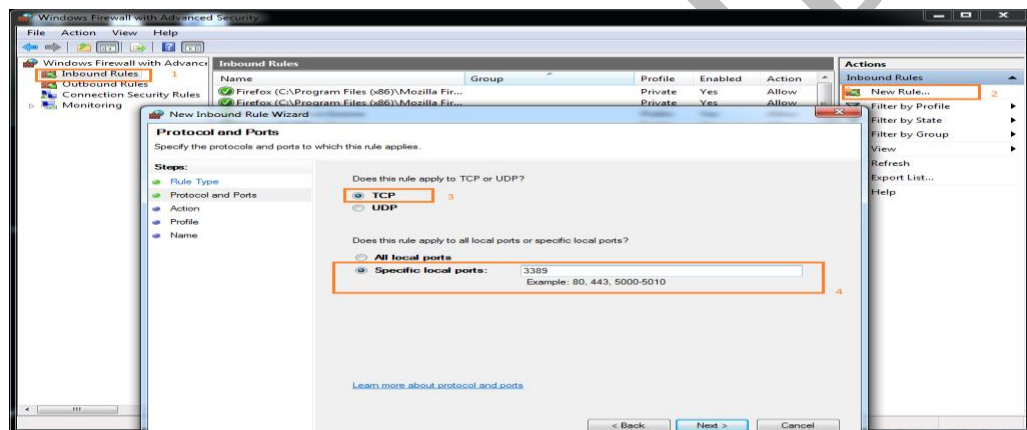 Windows Firewall with Advanced Security
File Action View Help
Windows Firewall with Advance
Inbound Rules 1
Outbound Rules
Connection Security Rules
Monitoring
Inbound Rules
Name Group Profile Enabled Action
Firefox (C:\Program Files (x86)\Mozilla Fir... Private Yes Allow
Firefox (C:\Program Files (x86)\Mozilla Fir... Private Yes Allow
Actions
Inbound Rules
New Rule... 2
Filter by Profile
Filter by State
Filter by Group
View
Refresh
Export List...
Help
New Inbound Rule Wizard
Protocol and Ports
Specify the protocols and ports to which this rule applies.
Steps:
Rule Type
Protocol and Ports
Action
Profile
Name
Does this rule apply to TCP or UDP?
TCP 3
UDP
Does this rule apply to all local ports or specific local ports?
All local ports
Specific local ports: 3389
Example: 80, 443, 5000-5010
4
Learn more about protocol and ports
< Back Next > Cancel